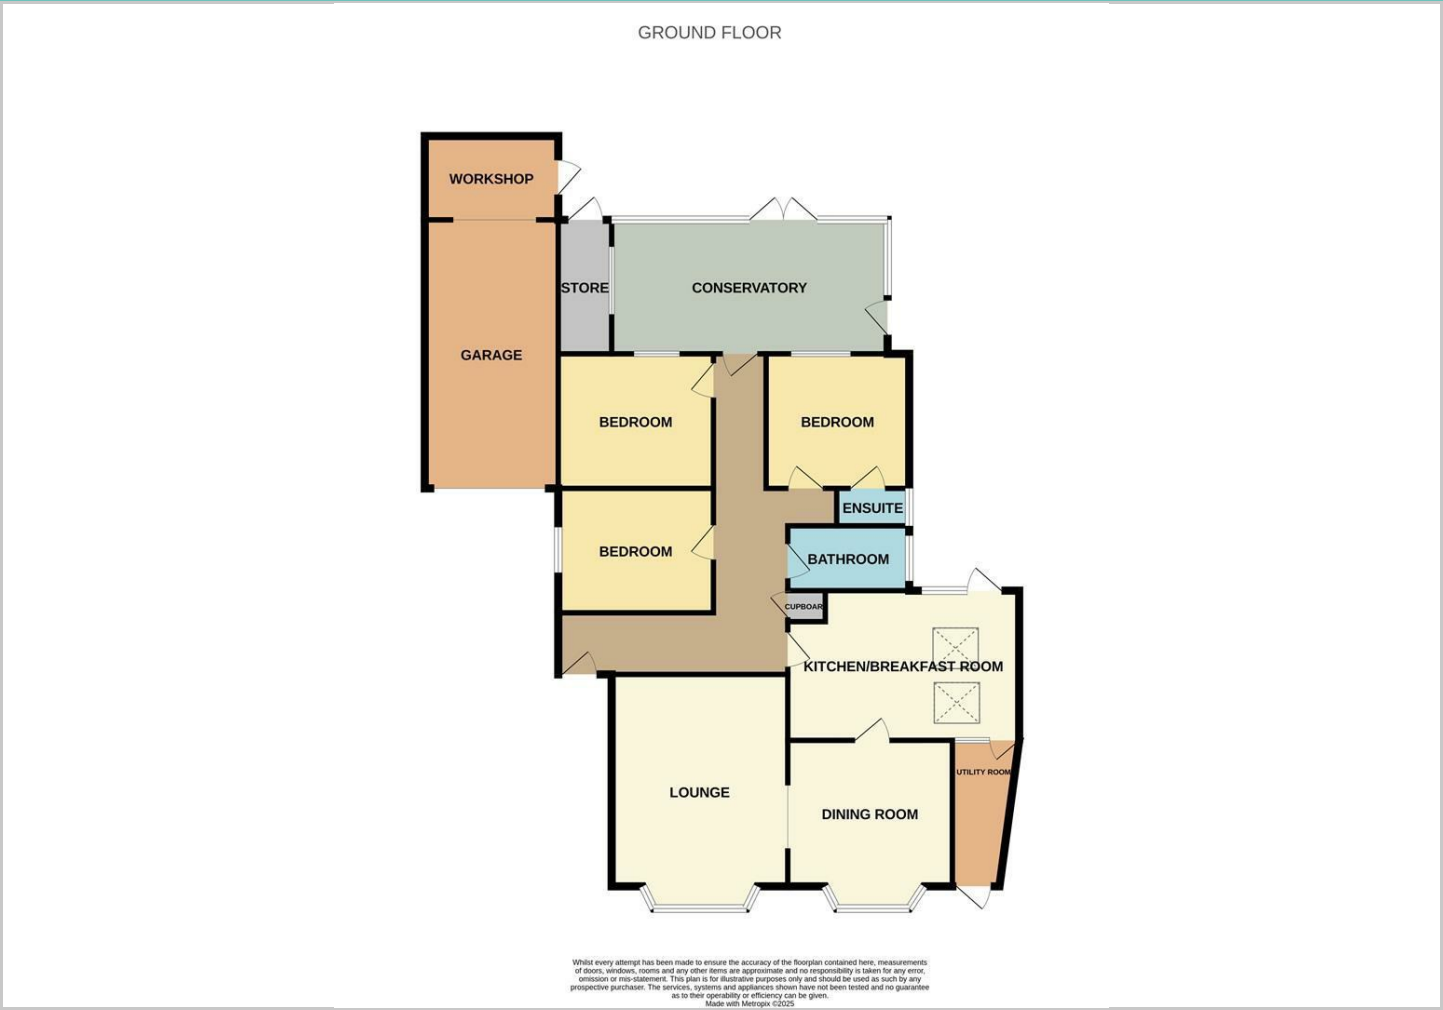 GROUND FLOOR
WORKSHOP
STORE
CONSERVATORY
GARAGE
BEDROOM
BEDROOM
ENSUITE
BEDROOM
BATHROOM
CUPBOAR
KITCHEN/BREAKFAST ROOM
UTILITY ROOM
LOUNGE
DINING ROOM
Whilst every attempt has been made to ensure the accuracy of the floorplan contained here, measurements
of doors, windows, rooms and any other items are approximate and no responsibility is taken for any error,
omission or mis-statement. This plan is for illustrative purposes only and should be used as such by any
prospective purchaser. The services, systems and appliances shown have not been tested and no guarantee
as to their operability or efficiency can be given.
Made with Metropix ©2025